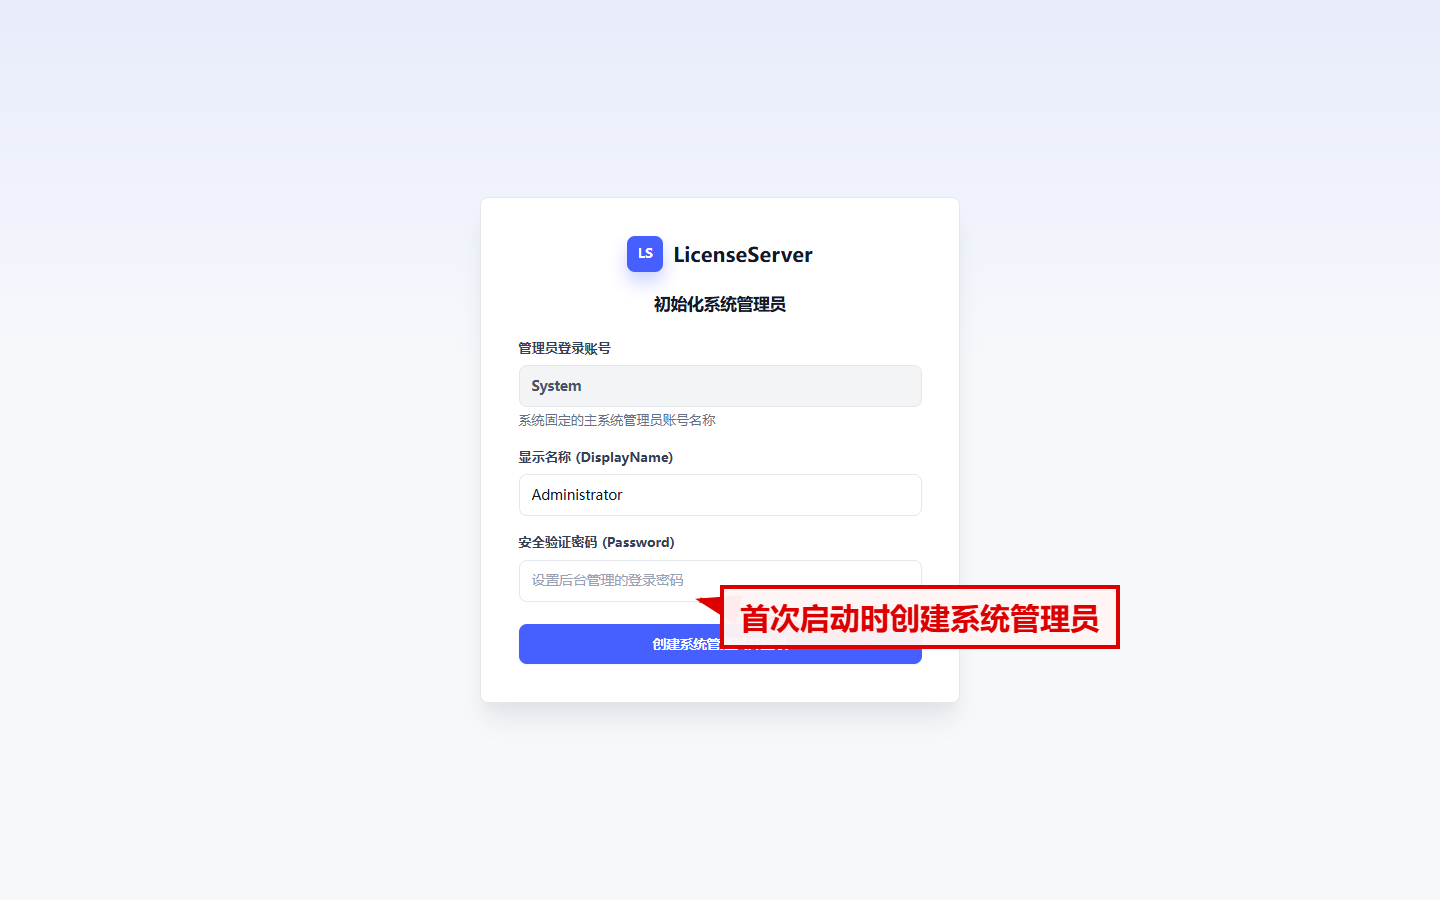 LS LicenseServer
初始化系统管理员
管理员登录账号
System
系统固定的主系统管理员账号名称
显示名称 (DisplayName)
Administrator
安全验证密码 (Password)
设置后台管理的登录密码
首次启动时创建系统管理员
创建系统管